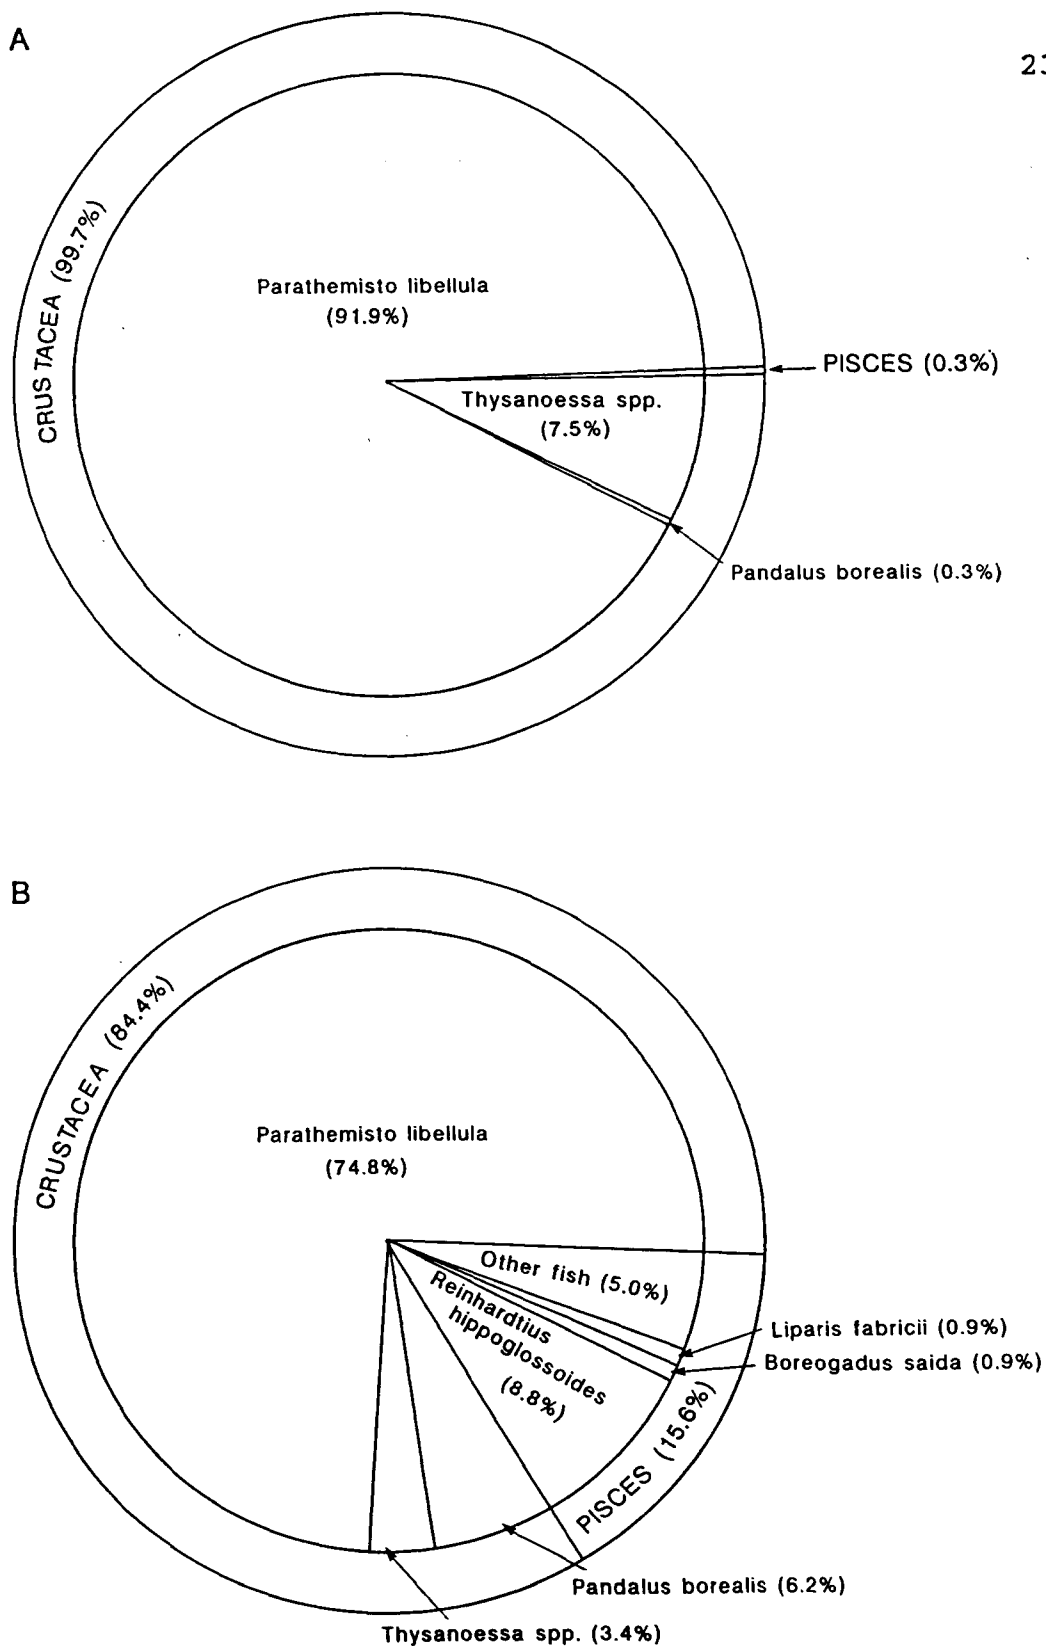 A
CRUSTACEA (99.7%)
Parathemisto libellula
(91.9%)
PISCES (0.3%)
Thysanoessa spp.
(7.5%)
Pandalus borealis (0.3%)
B
CRUSTACEA (84.4%)
Parathemisto libellula
(74.8%)
Other fish (5.0%)
Reinhardtius
hippoglossoides
(8.8%)
Liparis fabricii (0.9%)
Boreogadus saida (0.9%)
PISCES (15.6%)
Pandalus borealis (6.2%)
Thysanoessa spp. (3.4%)